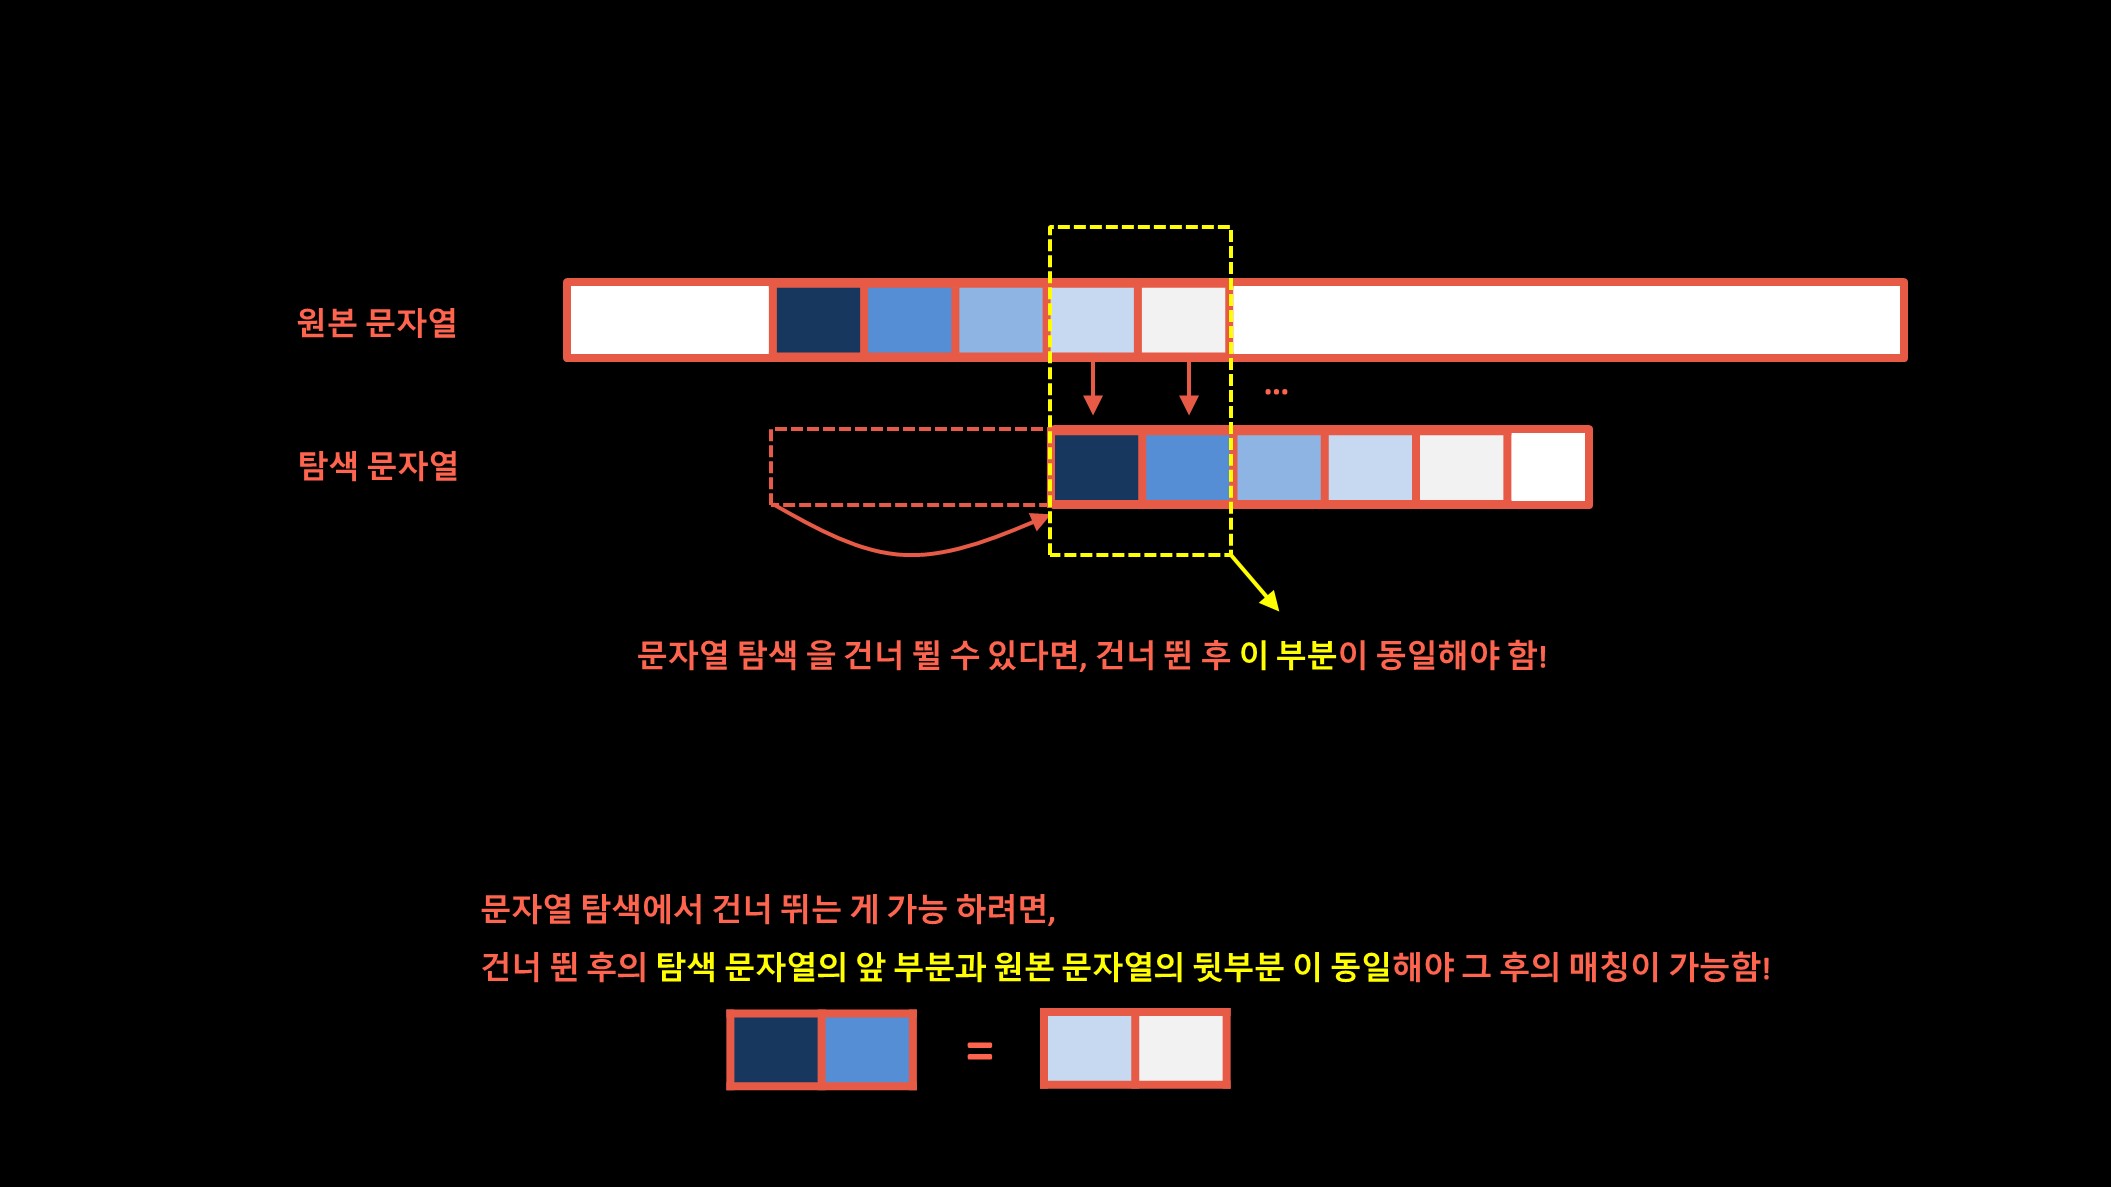 원본 문자열
...
탐색 문자열
문자열 탐색 을 건너 뛸 수 있다면, 건너 뛴 후 이 부분이 동일해야 함!
문자열 탐색에서 건너 뛰는 게 가능 하려면,
건너 뛴 후의 탐색 문자열의 앞 부분과 원본 문자열의 뒷부분 이 동일해야 그 후의 매칭이 가능함!
=